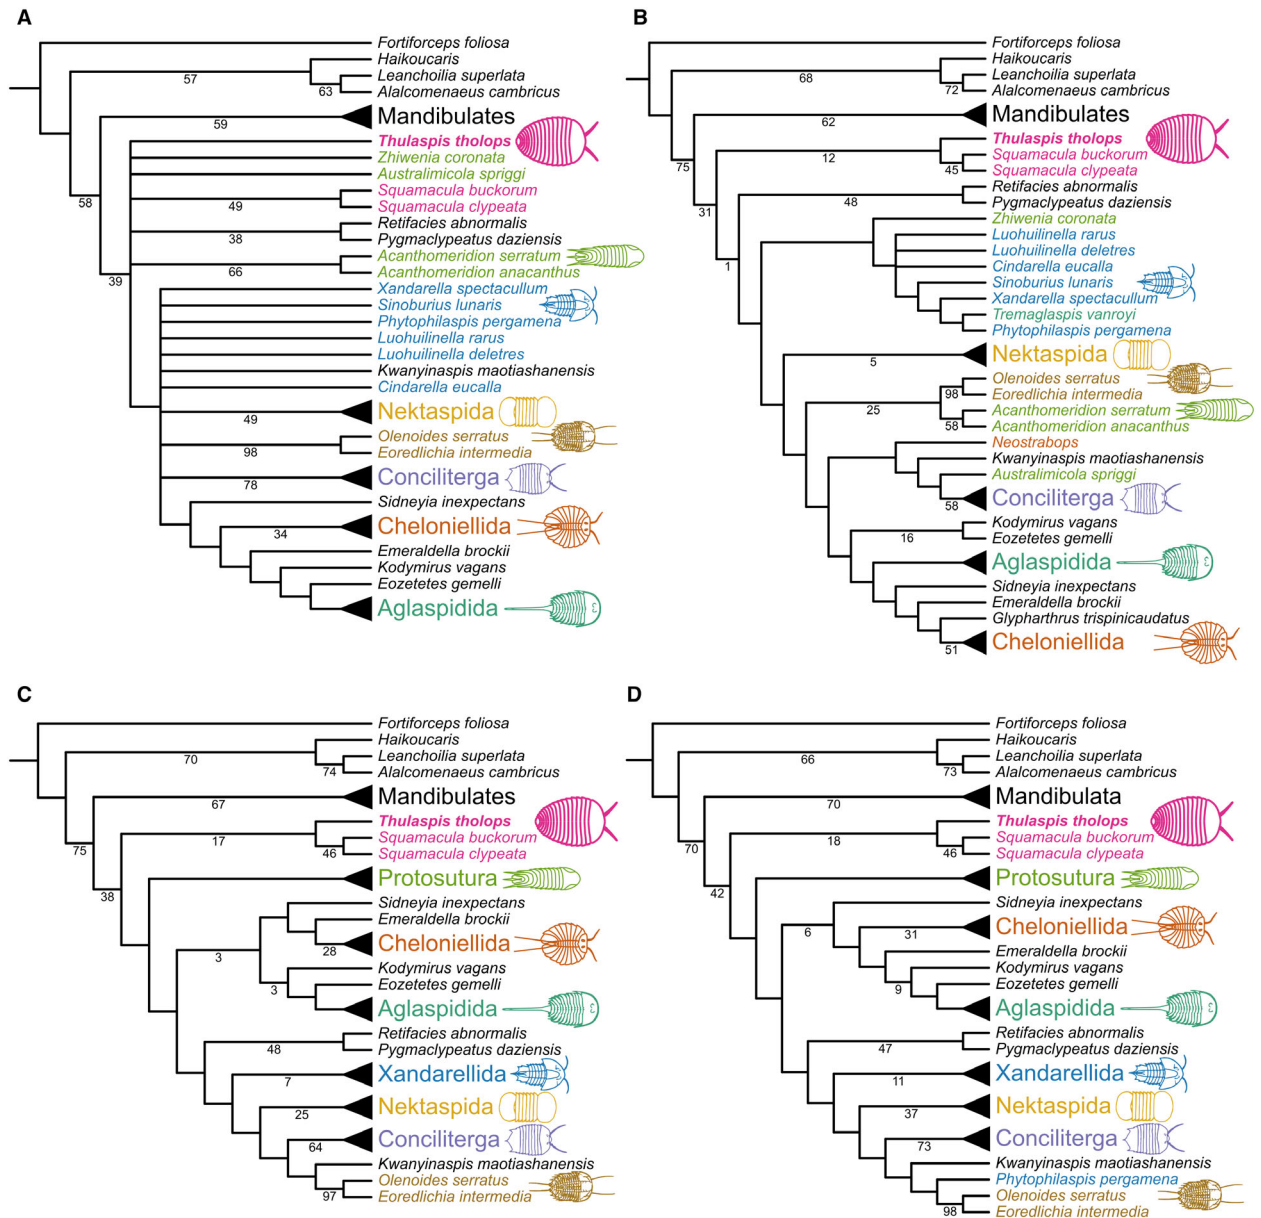 A
Fortiforceps foliosa
Haikoucaris
57
Leanchoilia superlata
63
Alalcomenaeus cambricus
Mandibulates
59
Thulaspis tholops
Zhiwenia coronata
Australimicola spriggi
58
Squamacula buckorum
49
Squamacula clypeata
Retifacies abnormalis
38
Pygmaclypeatus daziensis
Acanthomeridion serratum
66
Acanthomeridion anacanthus
39
Xandarella spectacullum
Sinoburius lunaris
Phytophilaspis pergamena
Luohuilinella rarus
Luohuilinella deletres
Kwanyinaspis maotiashanensis
Cindarella eucalla
Nektaspida
49
Olenoides serratus
98
Eoredlichia intermedia
Conciliterga
78
Sidneyia inexpectans
Cheloniellida
34
Emeraldella brockii
Kodymirus vagans
Eozetetes gemelli
Aglaspidida
B
Fortiforceps foliosa
Haikoucaris
68
Leanchoilia superlata
72
Alalcomenaeus cambricus
Mandibulates
62
Thulaspis tholops
12
Squamacula buckorum
75
45
Squamacula clypeata
Retifacies abnormalis
48
Pygmaclypeatus daziensis
31
Zhiwenia coronata
Luohuilinella rarus
Luohuilinella deletres
1
Cindarella eucalla
Sinoburius lunaris
Xandarella spectacullum
Tremaglaspis vanroyi
Phytophilaspis pergamena
Nektaspida
5
Olenoides serratus
98
Eoredlichia intermedia
25
Acanthomeridion serratum
58
Acanthomeridion anacanthus
Neostrabops
Kwanyinaspis maotiashanensis
Australimicola spriggi
Conciliterga
58
Kodymirus vagans
16
Eozetetes gemelli
Aglaspidida
Sidneyia inexpectans
Emeraldella brockii
Glypharthrus trispinicaudatus
Cheloniellida
51
C
Fortiforceps foliosa
Haikoucaris
70
Leanchoilia superlata
74
Alalcomenaeus cambricus
Mandibulates
67
Thulaspis tholops
17
Squamacula buckorum
75
46
Squamacula clypeata
Protosutura
38
Sidneyia inexpectans
Emeraldella brockii
Cheloniellida
28
3
Kodymirus vagans
3
Eozetetes gemelli
Aglaspidida
Retifacies abnormalis
48
Pygmaclypeatus daziensis
Xandarellida
7
Nektaspida
25
Conciliterga
64
Kwanyinaspis maotiashanensis
Olenoides serratus
97
Eoredlichia intermedia
D
Fortiforceps foliosa
Haikoucaris
66
Leanchoilia superlata
73
Alalcomenaeus cambricus
Mandibulata
70
Thulaspis tholops
18
Squamacula buckorum
70
46
Squamacula clypeata
Protosutura
42
Sidneyia inexpectans
Cheloniellida
6
31
Emeraldella brockii
Kodymirus vagans
9
Eozetetes gemelli
Aglaspidida
Retifacies abnormalis
47
Pygmaclypeatus daziensis
Xandarellida
11
Nektaspida
37
Conciliterga
73
Kwanyinaspis maotiashanensis
Phytophilaspis pergamena
Olenoides serratus
98
Eoredlichia intermedia